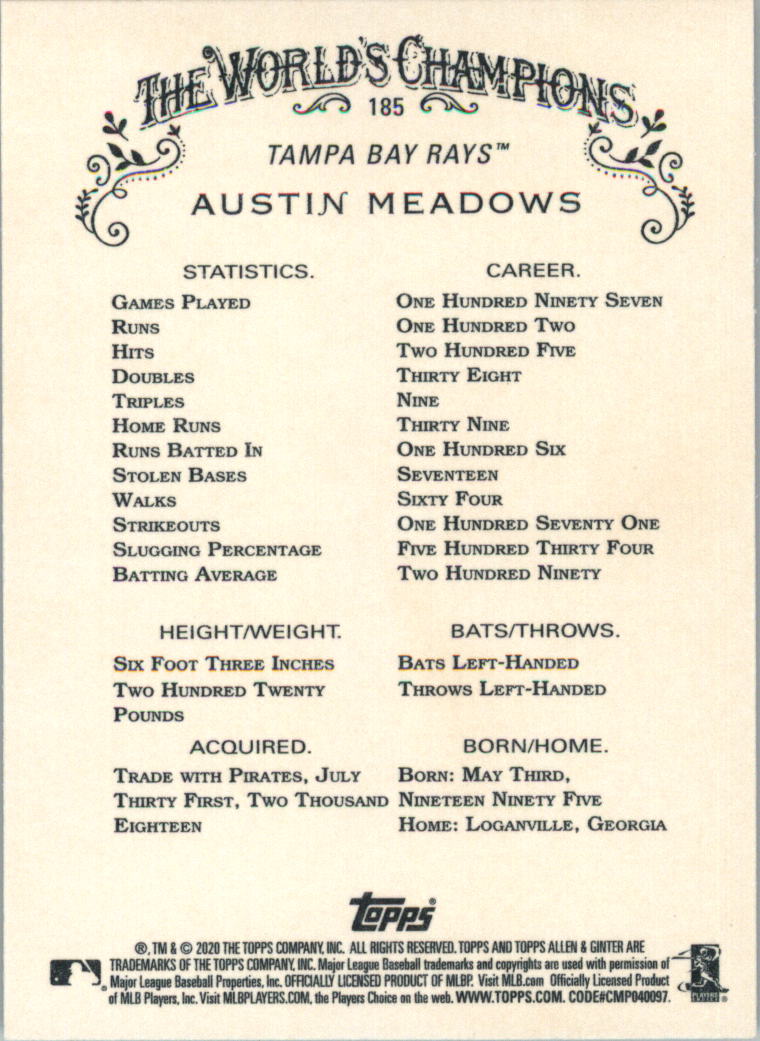 THE WORLD'S CHAMPIONS
185
TAMPA BAY RAYS™
AUSTIN MEADOWS
STATISTICS. CAREER.
GAMES PLAYED ONE HUNDRED NINETY SEVEN
RUNS ONE HUNDRED TWO
HITS TWO HUNDRED FIVE
DOUBLES THIRTY EIGHT
TRIPLES NINE
HOME RUNS THIRTY NINE
RUNS BATTED IN ONE HUNDRED SIX
STOLEN BASES SEVENTEEN
WALKS SIXTY FOUR
STRIKEOUTS ONE HUNDRED SEVENTY ONE
SLUGGING PERCENTAGE FIVE HUNDRED THIRTY FOUR
BATTING AVERAGE TWO HUNDRED NINETY
HEIGHT/WEIGHT. BATS/THROWS.
SIX FOOT THREE INCHES BATS LEFT-HANDED
TWO HUNDRED TWENTY THROWS LEFT-HANDED
POUNDS
ACQUIRED. BORN/HOME.
TRADE WITH PIRATES, JULY BORN: MAY THIRD,
THIRTY FIRST, TWO THOUSAND NINETEEN NINETY FIVE
EIGHTEEN HOME: LOGANVILLE, GEORGIA
topps®
®, TM & © 2020 THE TOPPS COMPANY, INC. ALL RIGHTS RESERVED. TOPPS AND TOPPS ALLEN & GINTER ARE
TRADEMARKS OF THE TOPPS COMPANY, INC. Major League Baseball trademarks and copyrights are used with permission of
Major League Baseball Properties, Inc. OFFICIALLY LICENSED PRODUCT OF MLBP. Visit MLB.com Officially Licensed Product
of MLB Players, Inc. Visit MLBPLAYERS.COM, the Players Choice on the web. WWW.TOPPS.COM. CODE#CMP040097.